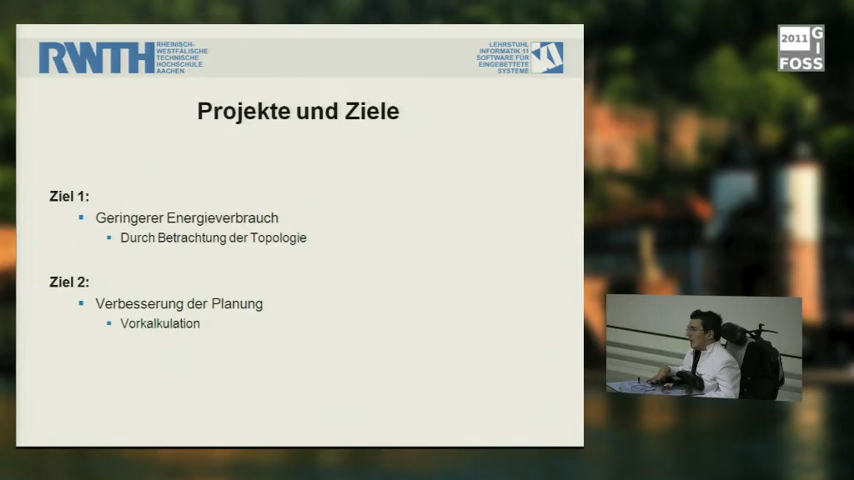 RWTH
RHEINISCH-
WESTFÄLISCHE
TECHNISCHE
HOCHSCHULE
AACHEN
LEHRSTUHL
INFORMATIK 11
SOFTWARE FÜR
EINGEBETTETE
SYSTEME
2011
GI
FOSS
Projekte und Ziele
Ziel 1:
Geringerer Energieverbrauch
Durch Betrachtung der Topologie
Ziel 2:
Verbesserung der Planung
Vorkalkulation